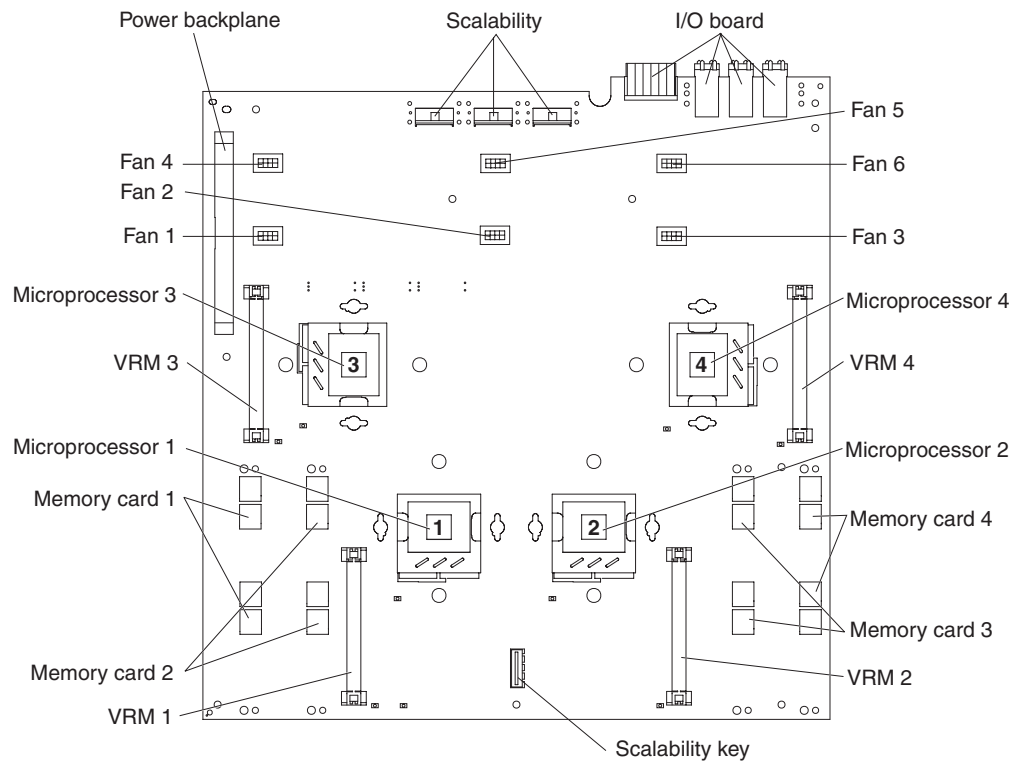 Power backplane
Scalability
I/O board
Fan 5
Fan 4
Fan 6
Fan 2
Fan 1
Fan 3
Microprocessor 3
Microprocessor 4
3
4
VRM 3
VRM 4
Microprocessor 1
Microprocessor 2
Memory card 1
1
2
Memory card 4
Memory card 3
Memory card 2
VRM 2
VRM 1
Scalability key